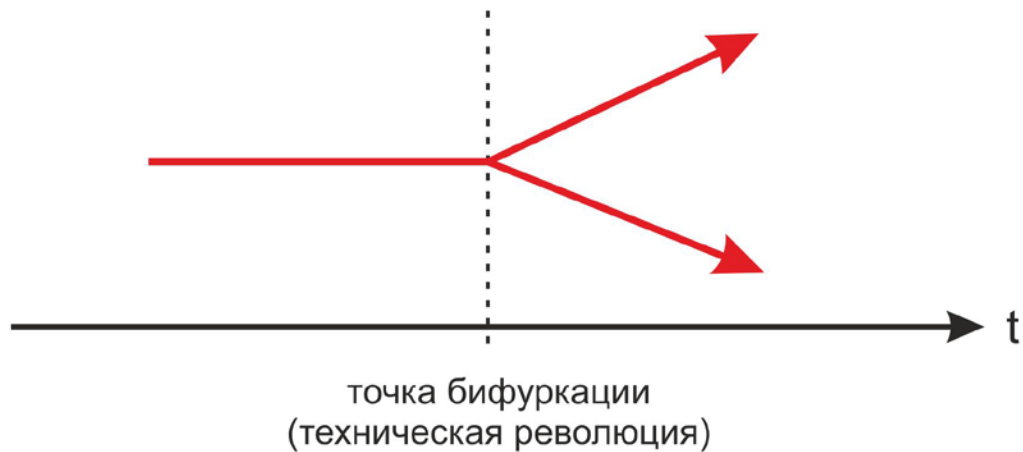 t
точка бифуркации
(техническая революция)